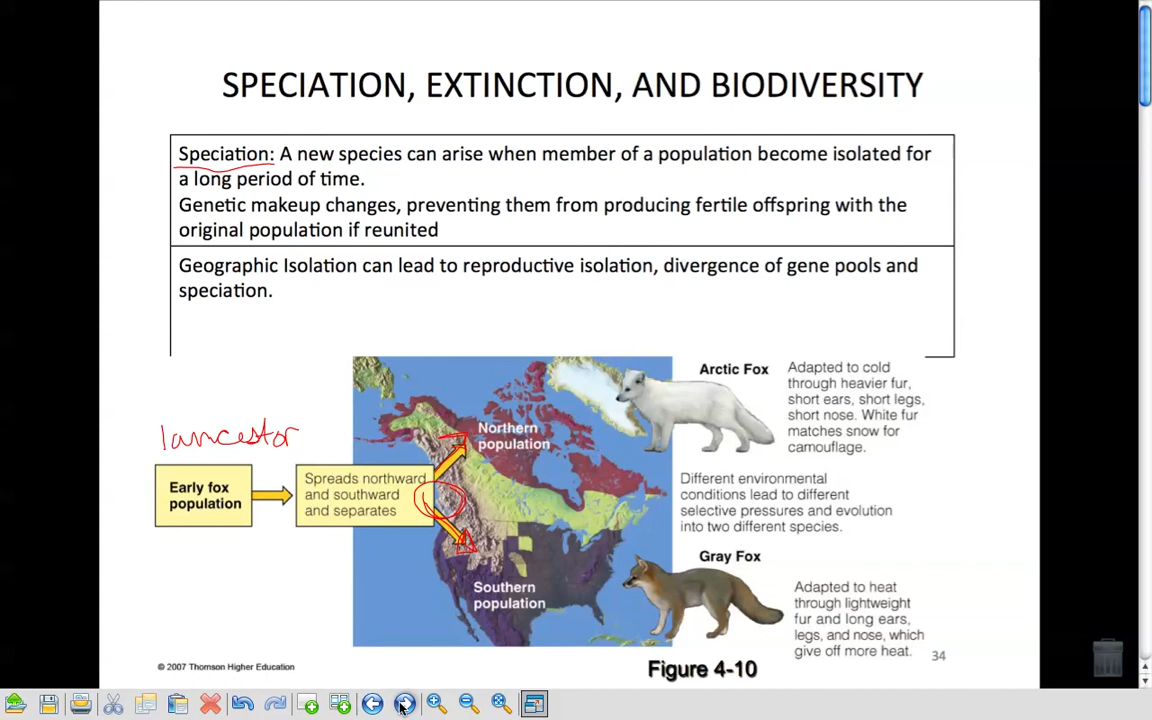 SPECIATION, EXTINCTION, AND BIODIVERSITY
Speciation: A new species can arise when member of a population become isolated for
a long period of time.
Genetic makeup changes, preventing them from producing fertile offspring with the
original population if reunited
Geographic Isolation can lead to reproductive isolation, divergence of gene pools and
speciation.
1 ancestor
Early fox
population
Spreads northward
and southward
and separates
Northern
population
Southern
population
Arctic Fox
Adapted to cold
through heavier fur,
short ears, short legs,
short nose. White fur
matches snow for
camouflage.
Different environmental
conditions lead to different
selective pressures and evolution
into two different species.
Gray Fox
Adapted to heat
through lightweight
fur and long ears,
legs, and nose, which
give off more heat.
© 2007 Thomson Higher Education
Figure 4-10
34